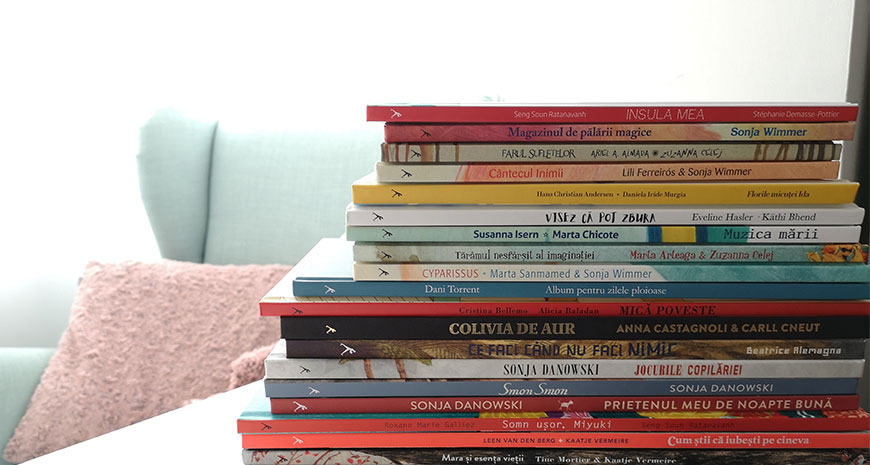 Seng Soun Ratanavanh INSULA MEA Stéphanie Demasse-Pottier
Magazinul de pălării magice Sonja Wimmer
FARUL SUFLETELOR ARIEL A. ALMADA * ZUZANNA CELEJ
Cântecul Inimii Lili Ferreirós & Sonja Wimmer
Hans Christian Andersen • Daniela Iride Murgia Florile micuței Ida
VISEZ CĂ POT ZBURA Eveline Hasler • Käthi Bhend
Susanna Isern * Marta Chicote Muzica mării
Tărâmul nesfârșit al imaginației Marta Arteaga & Zuzanna Celej
CYPARISSUS • Marta Sanmamed & Sonja Wimmer
Dani Torrent Album pentru zilele ploioase
Cristina Bellemo Alicia Baladan MICĂ POVESTE
COLIVIA DE AUR ANNA CASTAGNOLI & CARLL CNEUT
CE FACI CÂND NU FACI NIMIC Beatrice Alemagna
SONJA DANOWSKI JOCURILE COPILĂRIEI
Smon Smon SONJA DANOWSKI
SONJA DANOWSKI PRIETENUL MEU DE NOAPTE BUNĂ
Roxane Marie Galliez Somn ușor, Miyuki Seng Soun Ratanavanh
LEEN VAN DEN BERG + KAATJE VERMEIRE Cum știi că iubești pe cineva
Mara și esența vieții Tine Mortier & Kaatje Vermeire